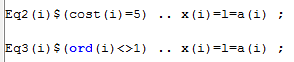 Eq2(i)$(cost(i)=5) .. x(i)=l=a(i) ;
Eq3(i)$(ord(i)<>1) .. x(i)=l=a(i) ;